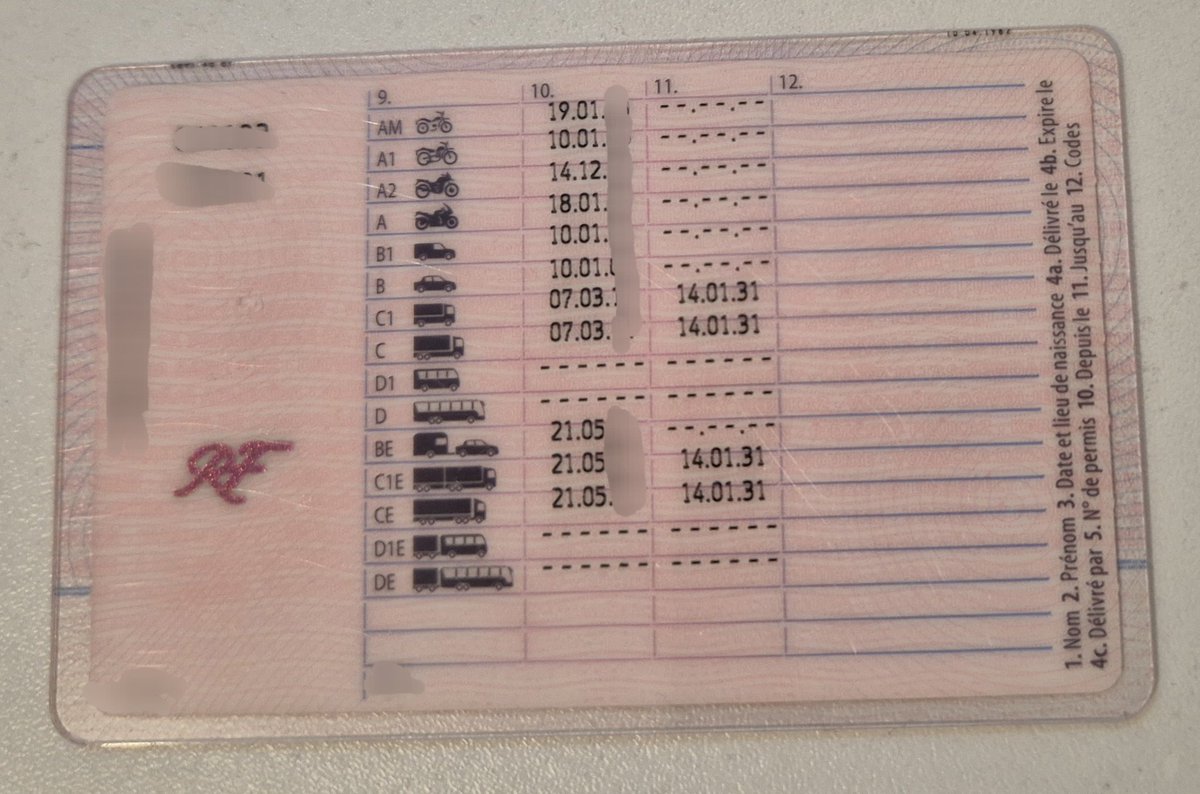 9. 10. 11. 12.
AM 19.01. --.--.--
A1 10.01. --.--.--
A2 14.12. --.--.--
A 18.01. --.--.--
B1 10.01. --.--.--
B 10.01. --.--.--
C1 07.03. 14.01.31
C 07.03. 14.01.31
D1 ------ ------
D ------ ------
BE 21.05 --.--.--
C1E 21.05 14.01.31
CE 21.05. 14.01.31
D1E ------ ------
DE ------ ------
RF
1. Nom 2. Prénom 3. Date et lieu de naissance 4a. Délivré le 4b. Expire le
4c. Délivré par 5. N° de permis 10. Depuis le 11. Jusqu'au 12. Codes